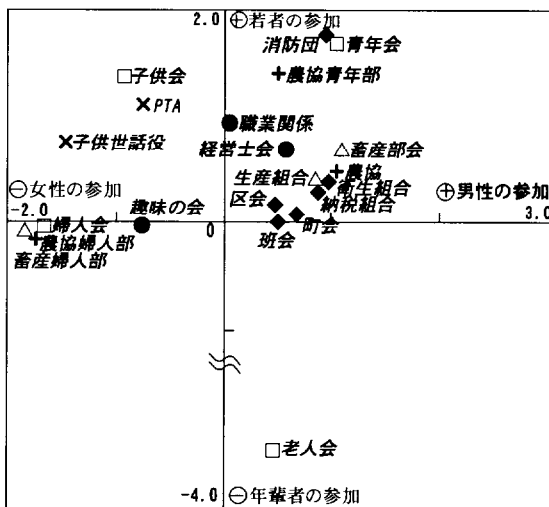 2.0 ⊕若者の参加
消防団 青年会
子供会 農協青年部
PTA
職業関係
子供世話役
経営士会 畜産部会
農協
生産組合
衛生組合
⊖女性の参加 ⊕男性の参加
納税組合
区会
趣味の会
-2.0 0 3.0
町会
婦人会
班会
農協婦人部
畜産婦人部
老人会
-4.0 ⊖年輩者の参加